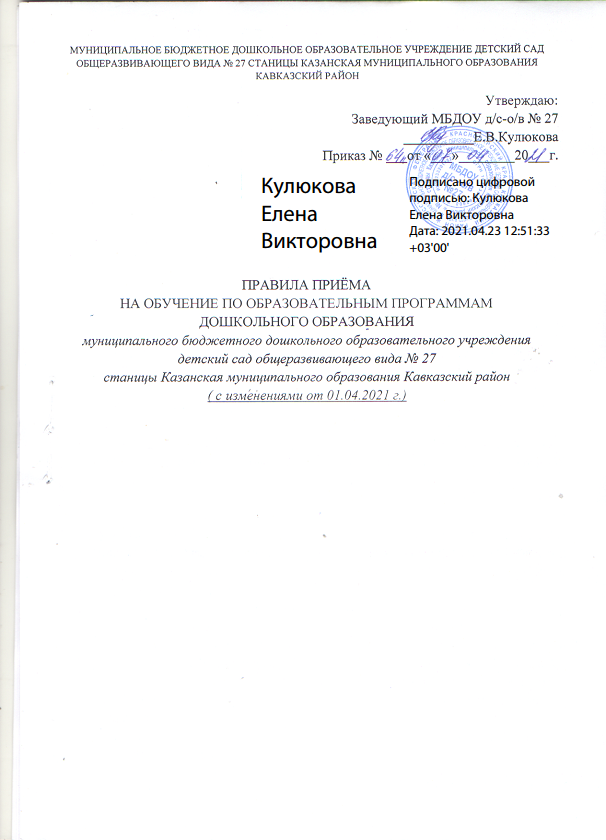 МУНИЦИПАЛЬНОЕ БЮДЖЕТНОЕ ДОШКОЛЬНОЕ ОБРАЗОВАТЕЛЬНОЕ УЧРЕЖДЕНИЕ ДЕТСКИЙ САД
ОБЩЕРАЗВИВАЮЩЕГО ВИДА № 27 СТАНИЦЫ КАЗАНСКАЯ МУНИЦИПАЛЬНОГО ОБРАЗОВАНИЯ
КАВКАЗСКИЙ РАЙОН
Утверждаю:
Заведующий МБДОУ д/с-о/в № 27
Е.В.Кулюкова
Приказ № от « » 04 2021 г.
Кулюкова
Елена
Викторовна
Подписано цифровой
подписью: Кулюкова
Елена Викторовна
Дата: 2021.04.23 12:51:33
+03'00'
ПРАВИЛА ПРИЁМА
НА ОБУЧЕНИЕ ПО ОБРАЗОВАТЕЛЬНЫМ ПРОГРАММАМ
ДОШКОЛЬНОГО ОБРАЗОВАНИЯ
муниципального бюджетного дошкольного образовательного учреждения
детский сад общеразвивающего вида № 27
станицы Казанская муниципального образования Кавказский район
( с изменениями от 01.04.2021 г.)